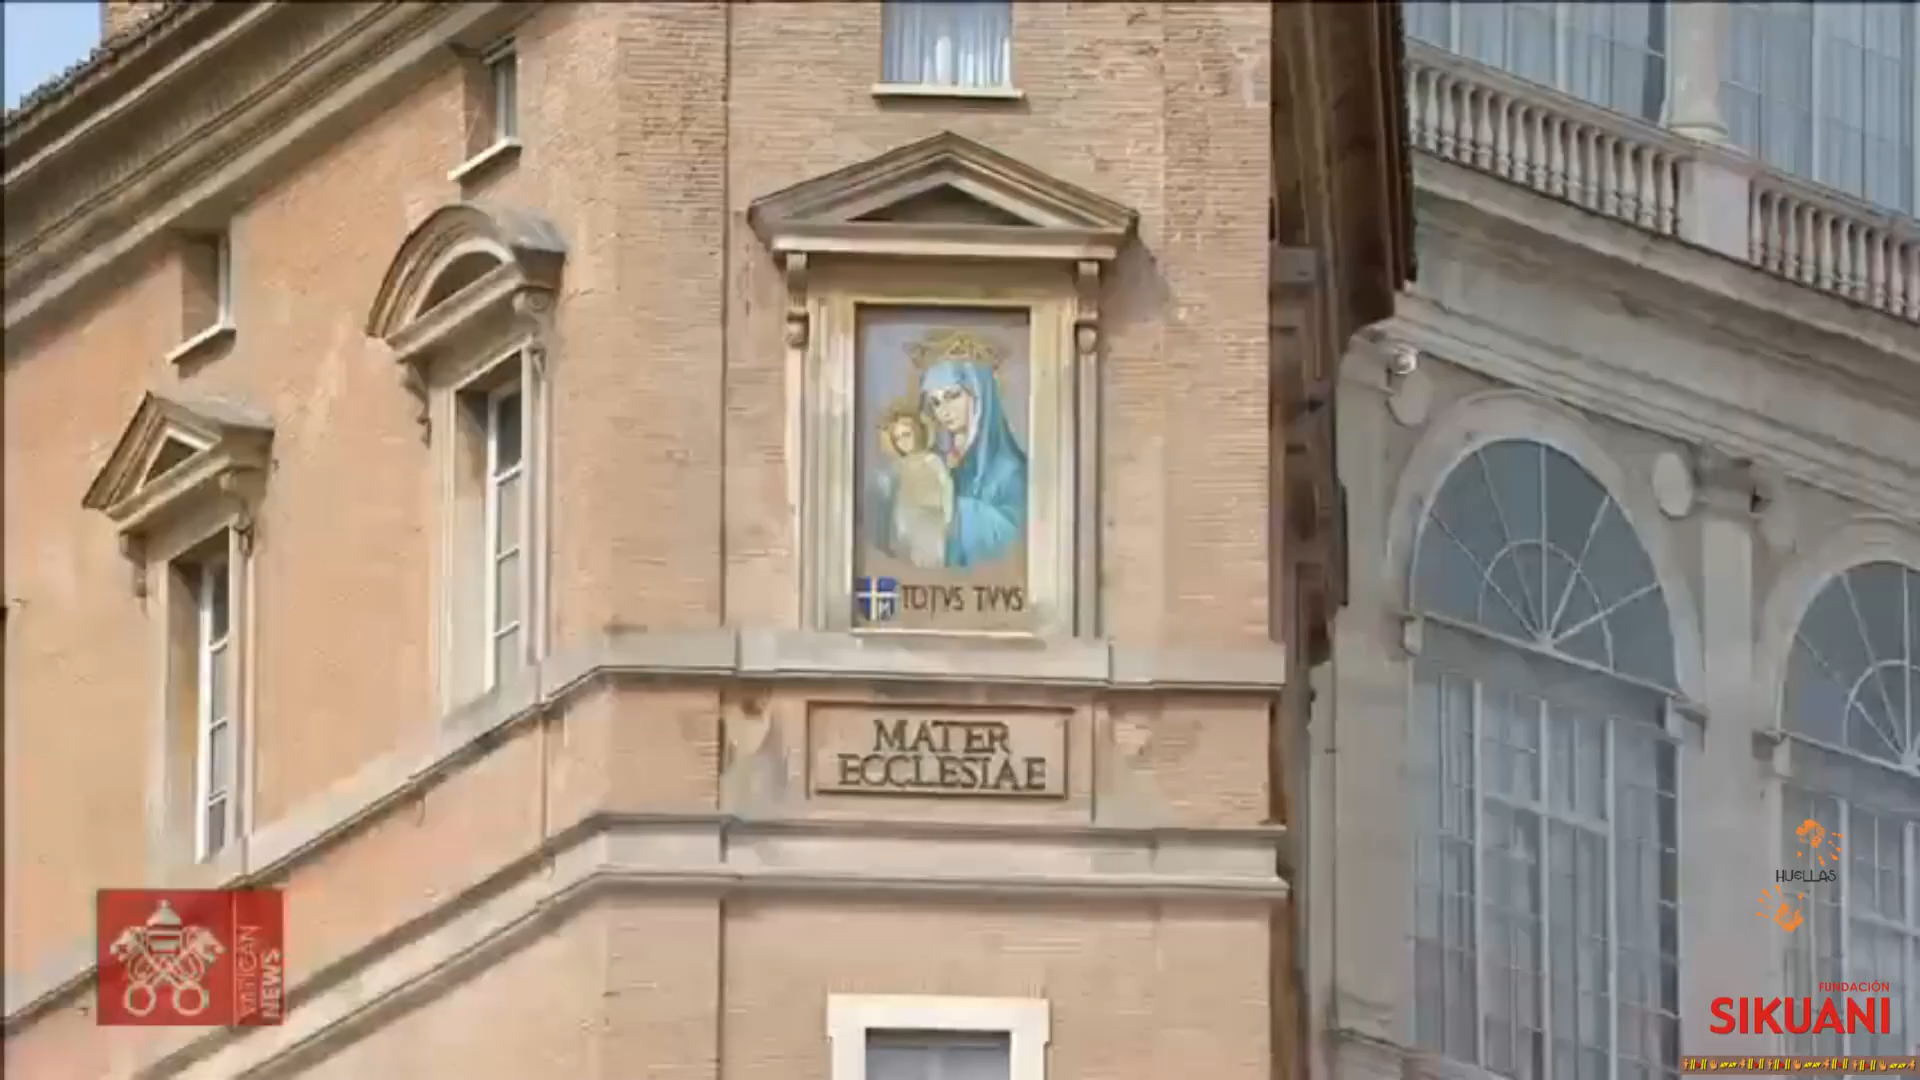 TOTVS TVVS
MATER
ECCLESIAE
VATICAN
NEWS
HUELLAS
FUNDACIÓN
SIKUANI